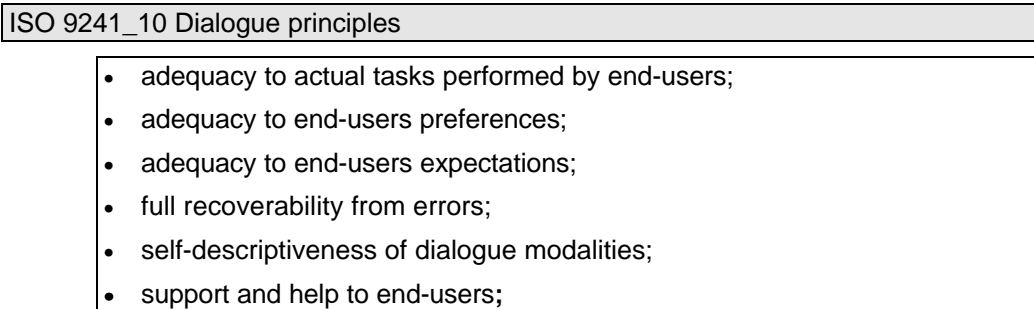 ISO 9241_10 Dialogue principles
• adequacy to actual tasks performed by end-users;
• adequacy to end-users preferences;
• adequacy to end-users expectations;
• full recoverability from errors;
• self-descriptiveness of dialogue modalities;
• support and help to end-users;